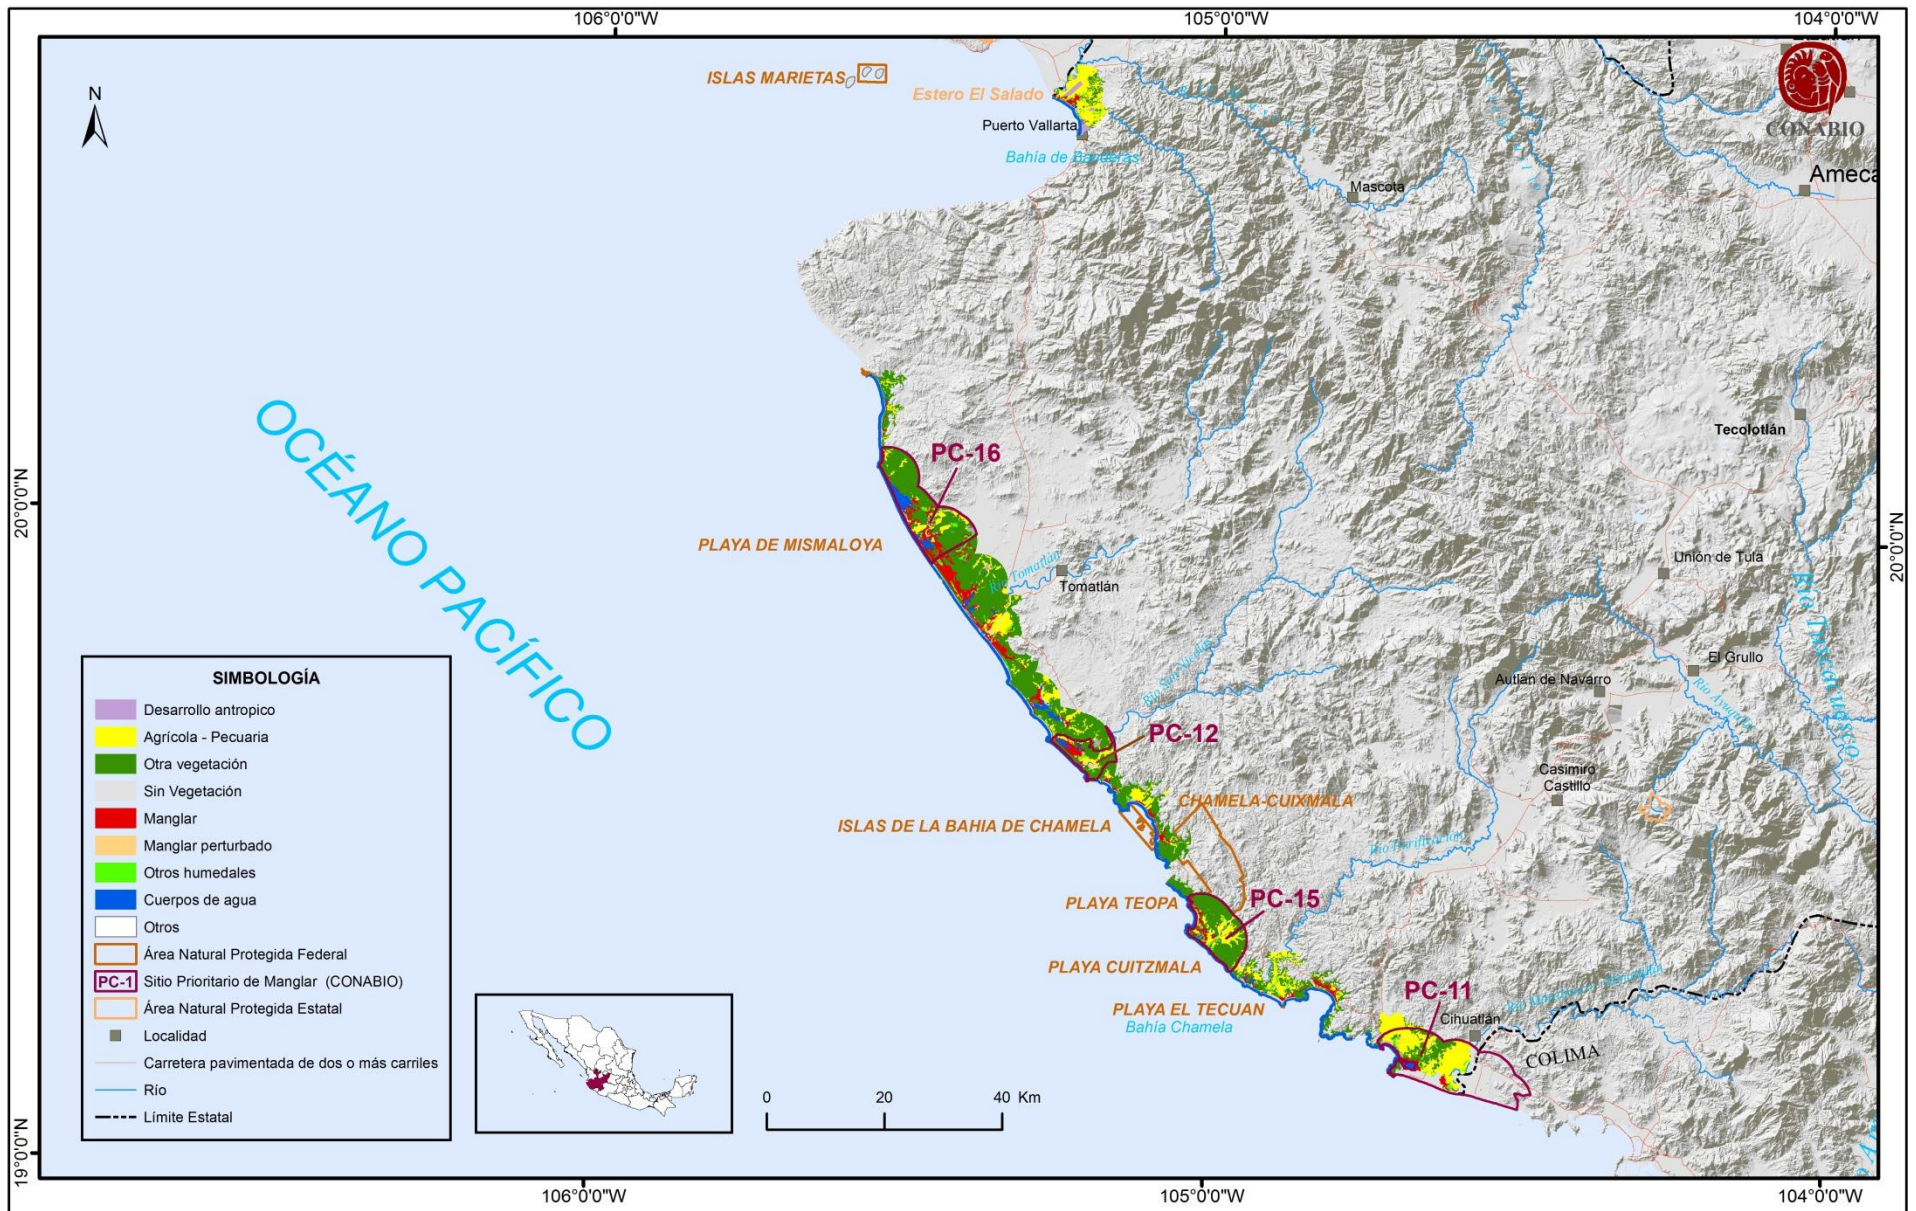 106°0'0"W
105°0'0"W
104°0'0"W
ISLAS MARIETAS
Estero El Salado
Puerto Vallarta
Bahía de Banderas
Mascota
CONABIO
Ameca
N
20°0'0"N
OCÉANO PACÍFICO
PC-16
PLAYA DE MISMALOYA
Río Tomatlán
Tomatlán
Tecolotlán
20°0'0"N
Unión de Tula
El Grullo
Autlán de Navarro
Río Tuxcacuesco
PC-12
Casimiro
Castillo
CHAMELA-CUIXMALA
ISLAS DE LA BAHIA DE CHAMELA
Río Purificación
PLAYA TEOPA
PC-15
PLAYA CUITZMALA
PLAYA EL TECUAN
Bahía Chamela
PC-11
Cihuatlán
COLIMA
SIMBOLOGÍA
Desarrollo antropico
Agrícola - Pecuaria
Otra vegetación
Sin Vegetación
Manglar
Manglar perturbado
Otros humedales
Cuerpos de agua
Otros
Área Natural Protegida Federal
PC-1 Sitio Prioritario de Manglar (CONABIO)
Área Natural Protegida Estatal
Localidad
Carretera pavimentada de dos o más carriles
Río
Límite Estatal
0 20 40 Km
19°0'0"N
106°0'0"W
105°0'0"W
104°0'0"W